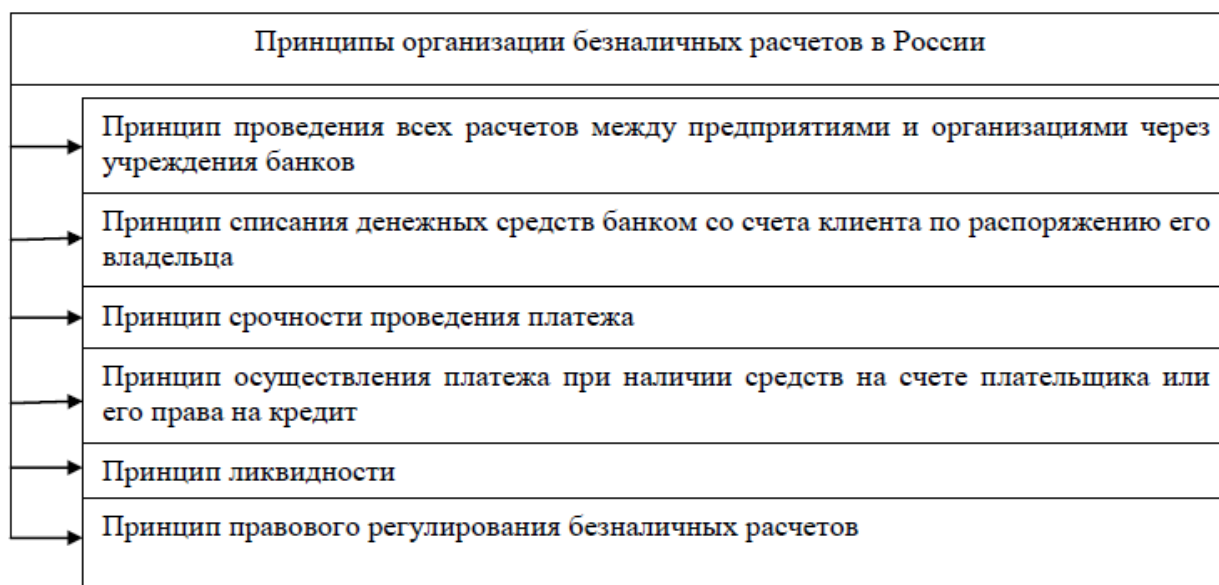 Принципы организации безналичных расчетов в России
Принцип проведения всех расчетов между предприятиями и организациями через
учреждения банков
Принцип списания денежных средств банком со счета клиента по распоряжению его
владельца
Принцип срочности проведения платежа
Принцип осуществления платежа при наличии средств на счете плательщика или
его права на кредит
Принцип ликвидности
Принцип правового регулирования безналичных расчетов